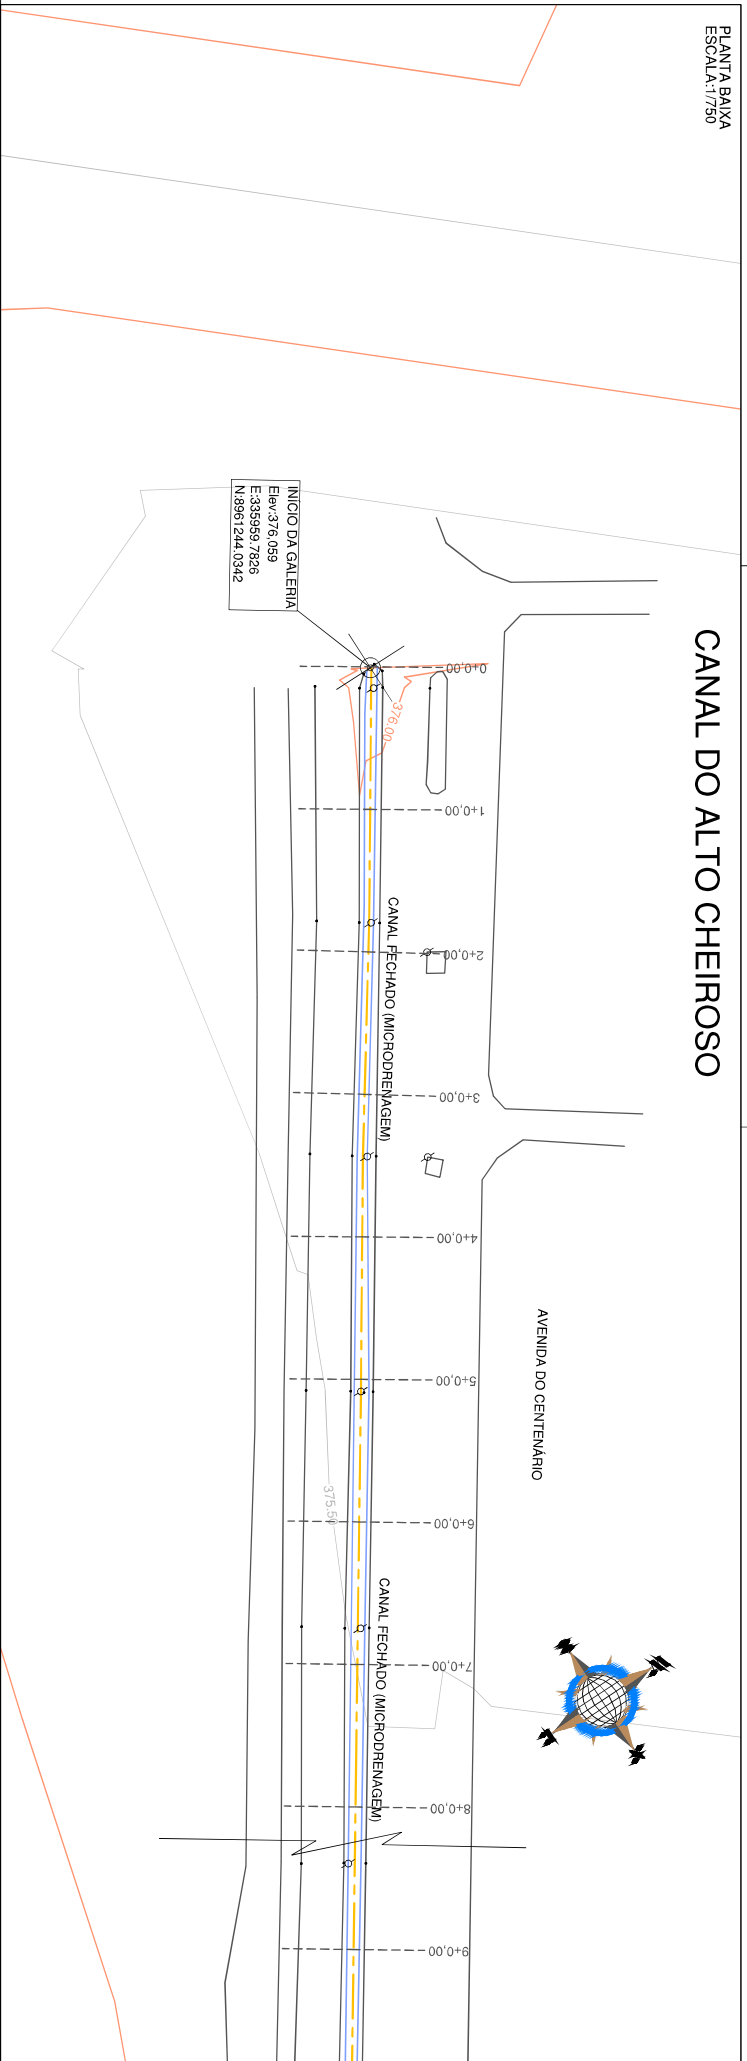 PLANTA BAIXA
ESCALA:1/750
CANAL DO ALTO CHEIROSO
INÍCIO DA GALERIA
Elev:376,059
E:335959.7826
N:8961244.0342
0+0,00
376.00
1+0,00
CANAL FECHADO (MICRODRENAGEM)
2+0,00
3+0,00
4+0,00
AVENIDA DO CENTENÁRIO
5+0,00
375.50
6+0,00
CANAL FECHADO (MICRODRENAGEM)
7+0,00
8+0,00
9+0,00